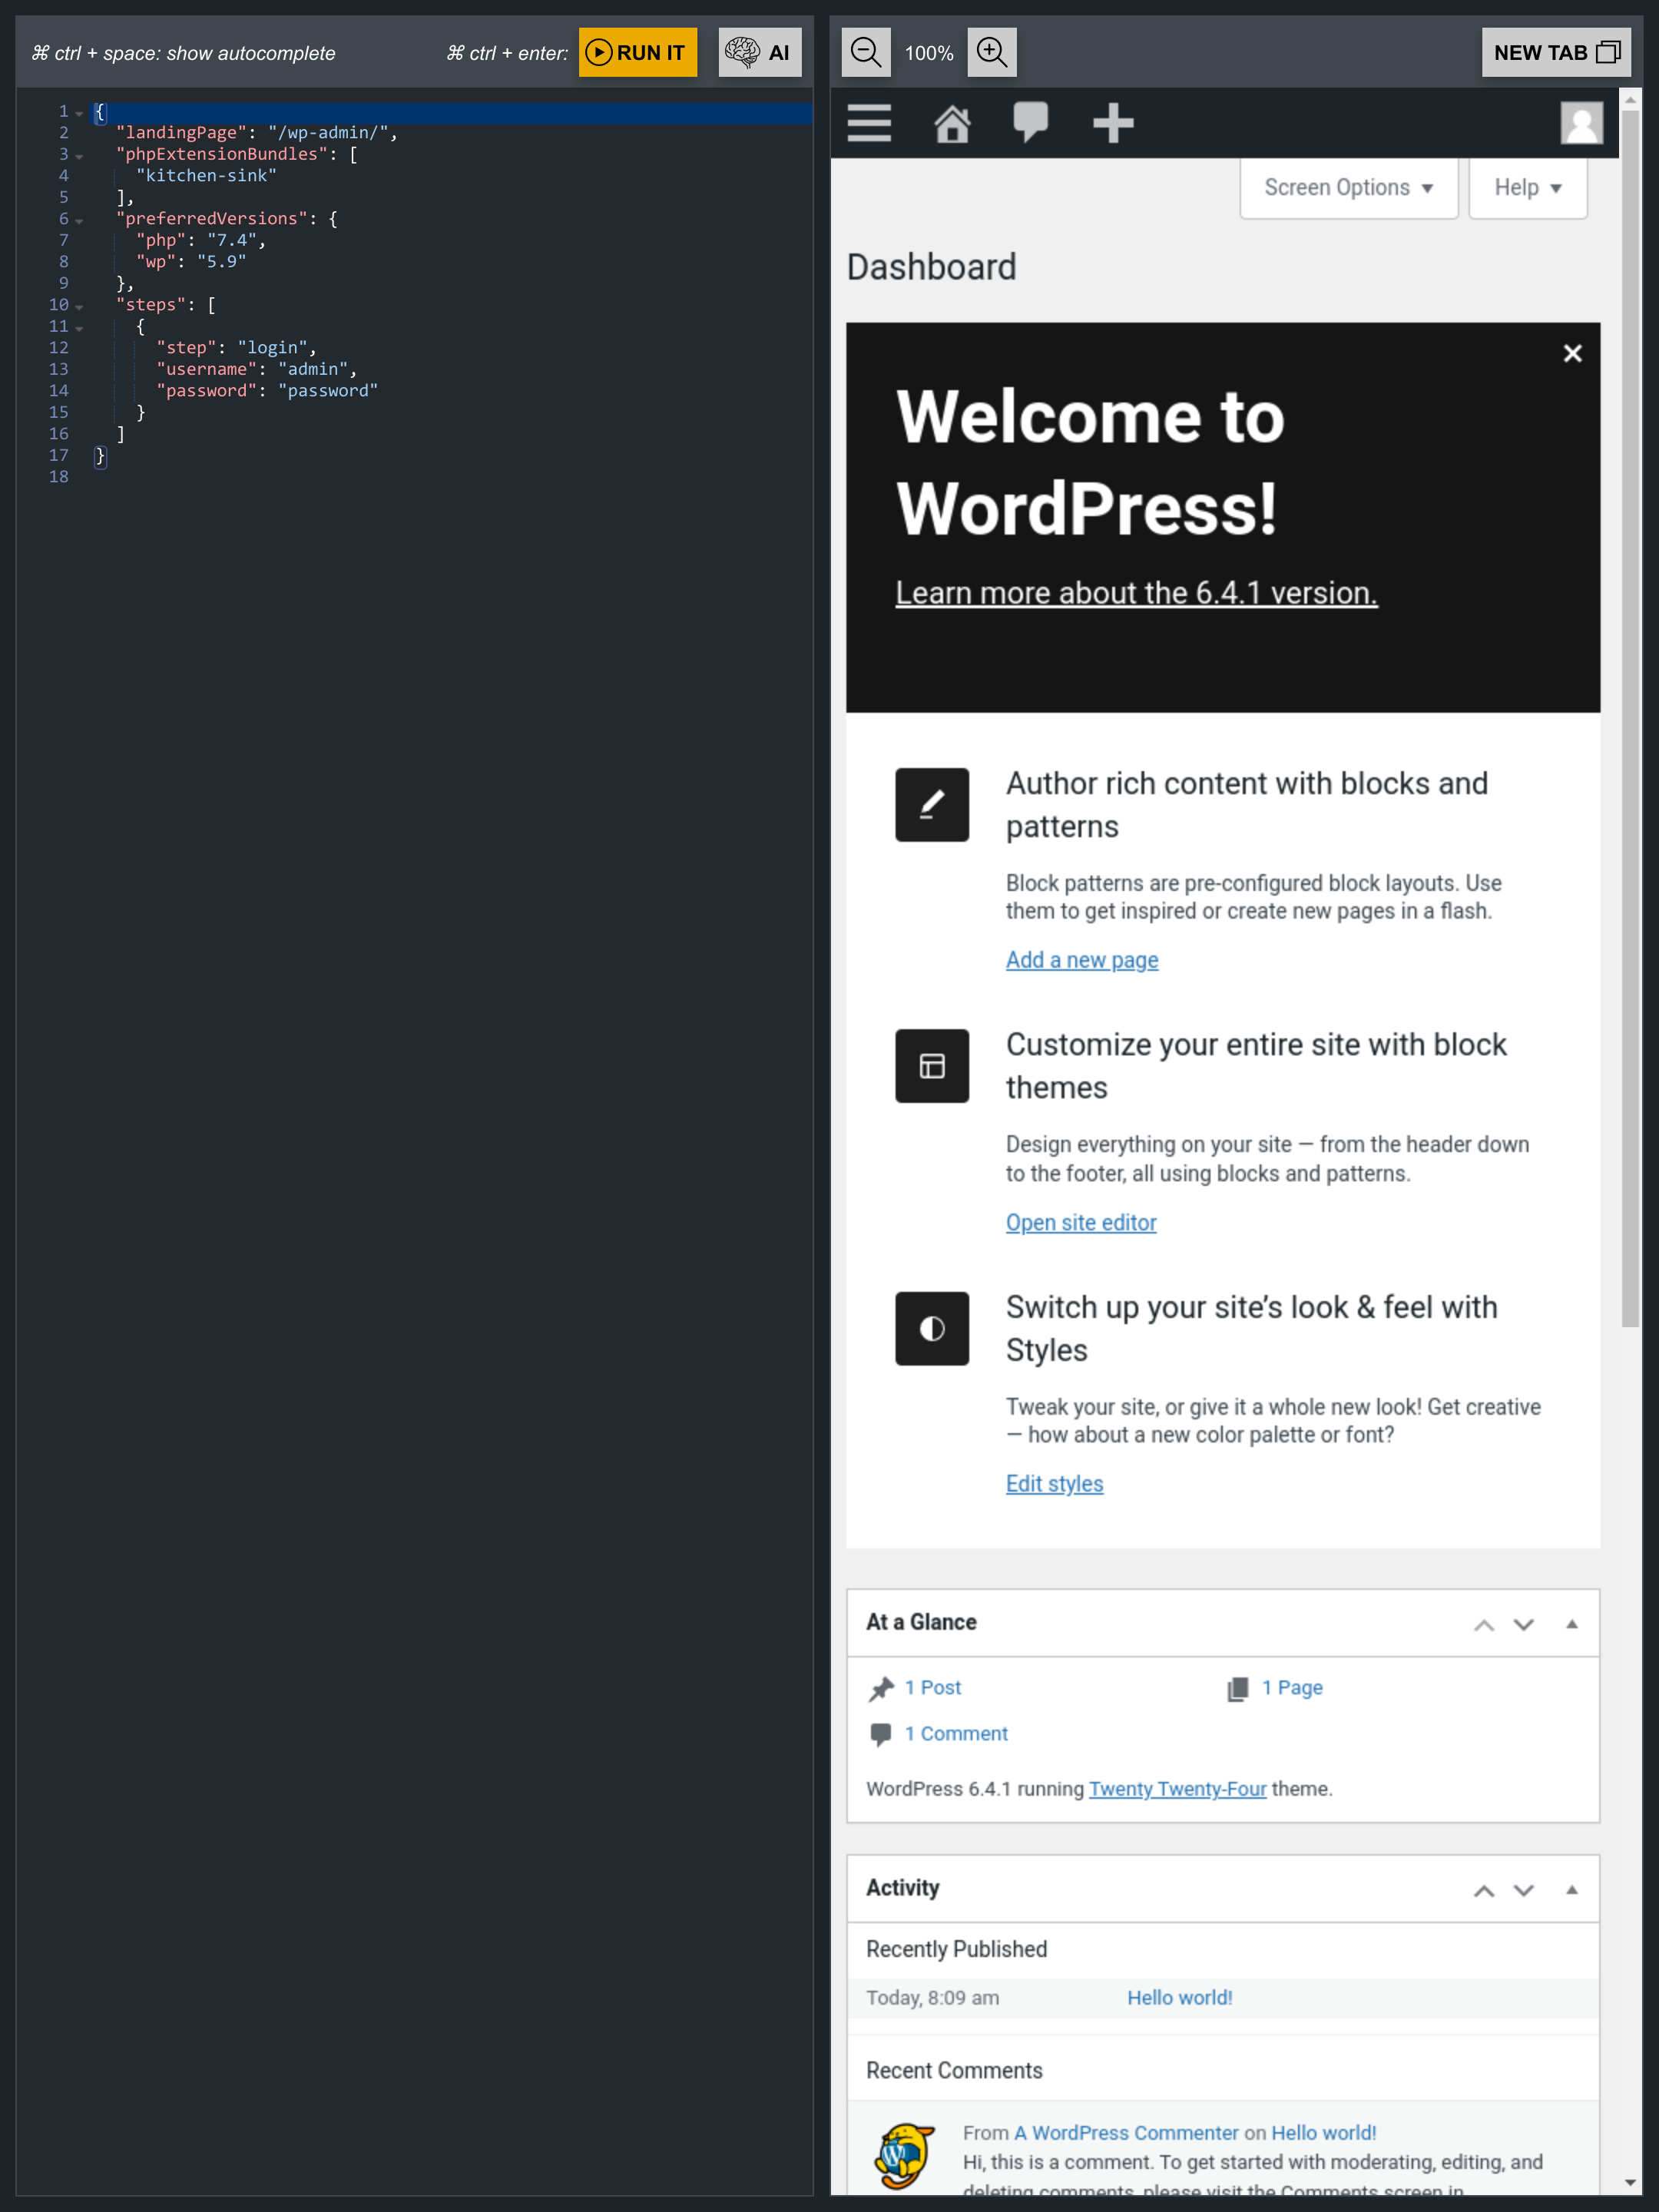 ⌘ ctrl + space: show autocomplete
⌘ ctrl + enter:
RUN IT
AI
1 {
2 "landingPage": "/wp-admin/",
3 "phpExtensionBundles": [
4 "kitchen-sink"
5 ],
6 "preferredVersions": {
7 "php": "7.4",
8 "wp": "5.9"
9 },
10 "steps": [
11 {
12 "step": "login",
13 "username": "admin",
14 "password": "password"
15 }
16 ]
17 }
18
100%
NEW TAB
Screen Options ▼
Help ▼
Dashboard
Welcome to
WordPress!
Learn more about the 6.4.1 version.
Author rich content with blocks and
patterns
Block patterns are pre-configured block layouts. Use
them to get inspired or create new pages in a flash.
Add a new page
Customize your entire site with block
themes
Design everything on your site — from the header down
to the footer, all using blocks and patterns.
Open site editor
Switch up your site’s look & feel with
Styles
Tweak your site, or give it a whole new look! Get creative
— how about a new color palette or font?
Edit styles
At a Glance
1 Post
1 Page
1 Comment
WordPress 6.4.1 running Twenty Twenty-Four theme.
Activity
Recently Published
Today, 8:09 am
Hello world!
Recent Comments
From A WordPress Commenter on Hello world!
Hi, this is a comment. To get started with moderating, editing, and
deleting comments, please visit the Comments screen in